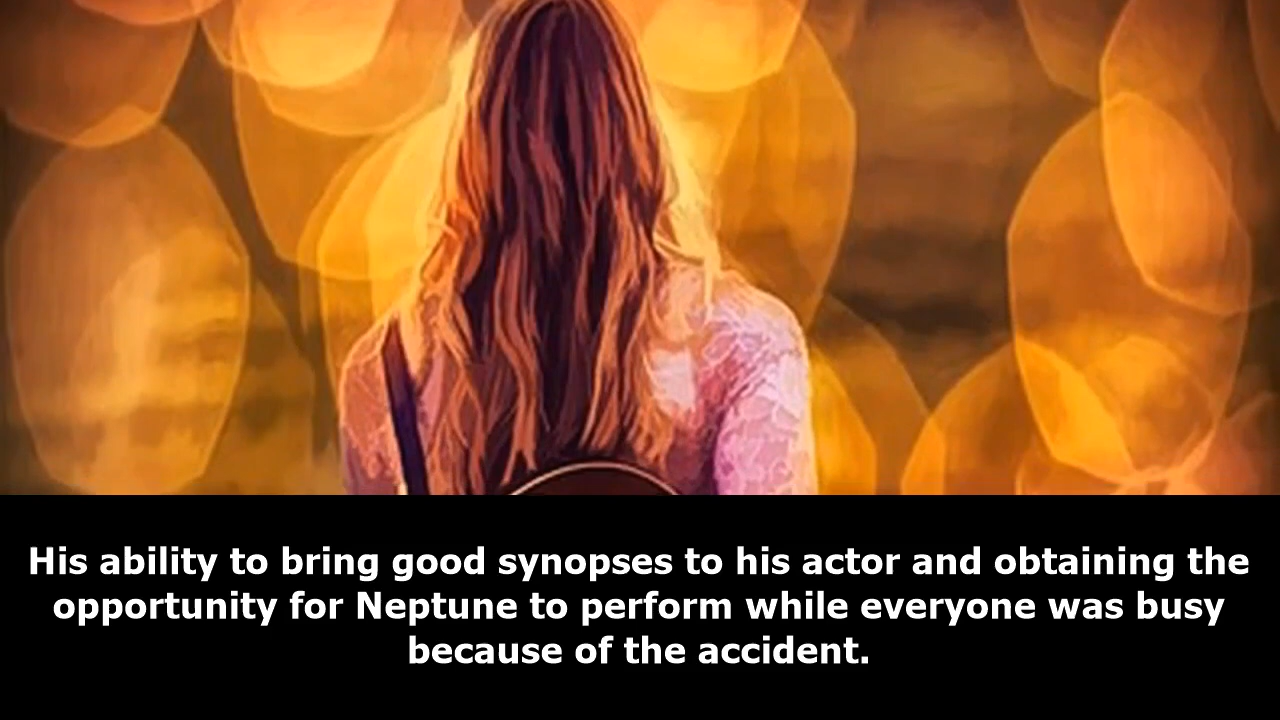 His ability to bring good synopses to his actor and obtaining the
opportunity for Neptune to perform while everyone was busy
because of the accident.